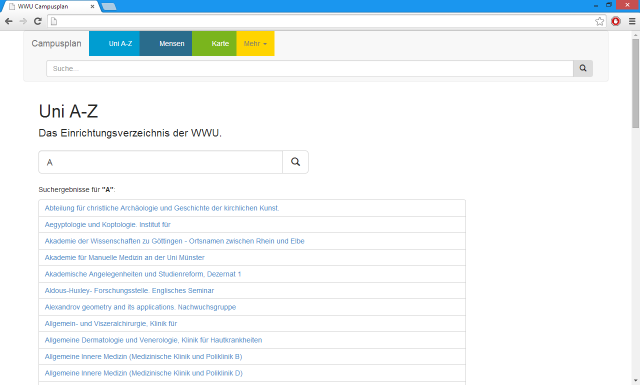 WWU Campusplan
Campusplan Uni A-Z Mensen Karte Mehr
Suche...
Uni A-Z
Das Einrichtungsverzeichnis der WWU.
A
Suchergebnisse für "A":
Abteilung für christliche Archäologie und Geschichte der kirchlichen Kunst.
Aegyptologie und Koptologie. Institut für
Akademie der Wissenschaften zu Göttingen - Ortsnamen zwischen Rhein und Elbe
Akademie für Manuelle Medizin an der Uni Münster
Akademische Angelegenheiten und Studienreform. Dezernat 1
Aldous-Huxley- Forschungsstelle. Englisches Seminar
Alexandrov geometry and its applications. Nachwuchsgruppe
Allgemein- und Viszeralchirurgie, Klinik für
Allgemeine Dermatologie und Venerologie, Klinik für Hautkrankheiten
Allgemeine Innere Medizin (Medizinische Klinik und Poliklinik B)
Allgemeine Innere Medizin (Medizinische Klinik und Poliklinik D)